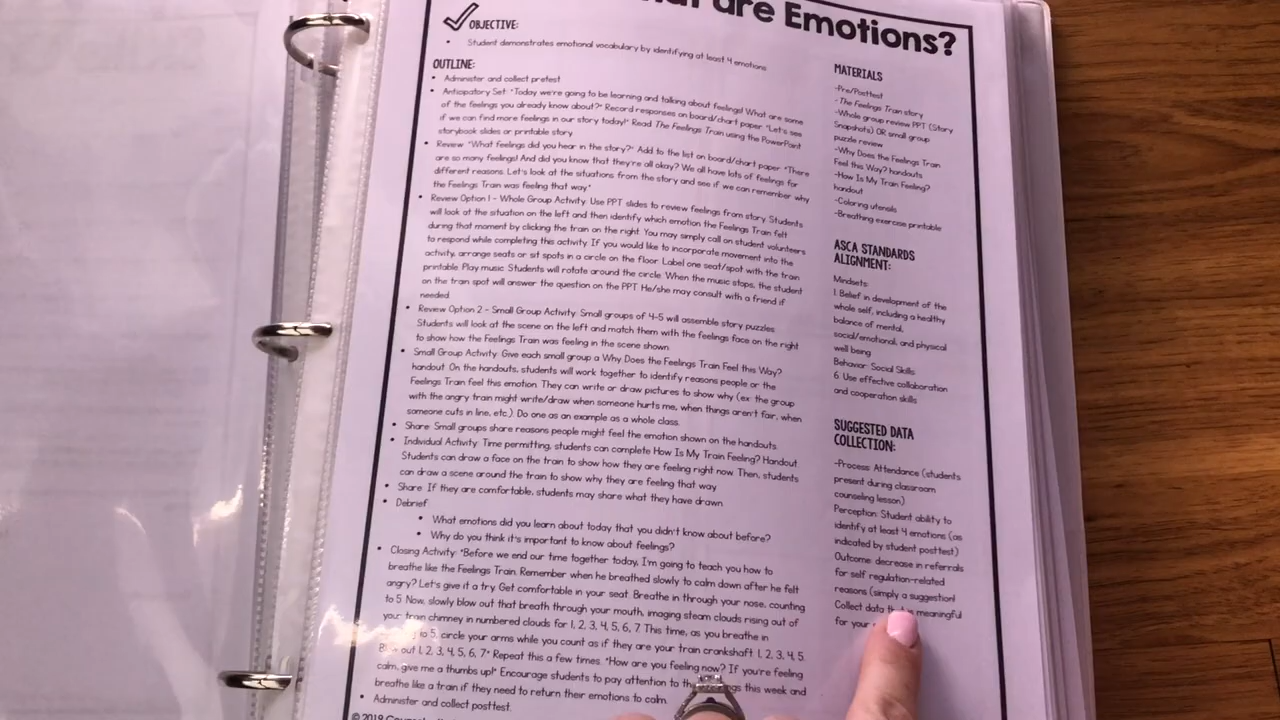 are Emotions?
OBJECTIVE:
• Student demonstrates emotional vocabulary by identifying at least 4 emotions
OUTLINE:
• Administer and collect pretest
• Anticipatory Set: "Today we're going to be learning and talking about feelings! What are some
of the feelings you already know about?" Record responses on board/chart paper "Let's see
if we can find more feelings in our story today!" Read The Feelings Train using the PowerPoint
storybook slides or printable story
• Review "What feelings did you hear in the story?" Add to the list on board/chart paper "There
are so many feelings! And did you know that they're all okay? We all have lots of feelings for
different reasons. Let's look at the situations from the story and see if we can remember why
the Feelings Train was feeling that way."
• Review Option 1 - Whole Group Activity: Use PPT slides to review feelings from story. Students
will look at the situation on the left and then identify which emotion the Feelings Train felt
during that moment by clicking the train on the right. You may simply call on student volunteers
to respond while completing this activity. If you would like to incorporate movement into the
activity, arrange seats or sit spots in a circle on the floor. Label one seat/spot with the train
printable. Play music. Students will rotate around the circle. When the music stops, the student
on the train spot will answer the question on the PPT. He/she may consult with a friend if
needed.
• Review Option 2 - Small Group Activity: Small groups of 4-5 will assemble story puzzles.
Students will look at the scene on the left and match them with the feelings face on the right
to show how the Feelings Train was feeling in the scene shown.
• Small Group Activity: Give each small group a Why Does the Feelings Train Feel this Way?
handout. On the handouts, students will work together to identify reasons people or the
Feelings Train feel this emotion. They can write or draw pictures to show why (ex: the group
with the angry train might write/draw when someone hurts me, when things aren't fair, when
someone cuts in line, etc.). Do one as an example as a whole class.
• Share: Small groups share reasons people might feel the emotion shown on the handouts.
• Individual Activity: Time permitting, students can complete How Is My Train Feeling? Handout.
Students can draw a face on the train to show how they are feeling right now. Then, students
can draw a scene around the train to show why they are feeling that way
• Share: If they are comfortable, students may share what they have drawn.
• Debrief:
• What emotions did you learn about today that you didn't know about before?
• Why do you think it's important to know about feelings?
• Closing Activity: "Before we end our time together today, I'm going to teach you how to
breathe like the Feelings Train. Remember when he breathed slowly to calm down after he felt
angry? Let's give it a try. Get comfortable in your seat. Breathe in through your nose, counting
to 5. Now, slowly blow out that breath through your mouth, imaging steam clouds rising out of
your train chimney in numbered clouds for 1, 2, 3, 4, 5, 6, 7. This time, as you breathe in
to 5, circle your arms while you count as if they are your train crankshaft. 1, 2, 3, 4, 5.
out 1, 2, 3, 4, 5, 6, 7." Repeat this a few times. "How are you feeling now? If you're feeling
calm, give me a thumbs up!" Encourage students to pay attention to this week and
breathe like a train if they need to return their emotions to calm.
• Administer and collect posttest.
© 2019
MATERIALS
-Pre/Posttest
-The Feelings Train story
-Whole group review PPT (Story
Snapshots) OR small group
puzzle review
-Why Does the Feelings Train
Feel this Way? handouts
-How Is My Train Feeling?
handout
-Coloring utensils
-Breathing exercise printable
ASCA STANDARDS
ALIGNMENT:
Mindsets:
1. Belief in development of the
whole self, including a healthy
balance of mental,
social/emotional, and physical
well being
Behavior: Social Skills
6. Use effective collaboration
and cooperation skills
SUGGESTED DATA
COLLECTION:
-Process: Attendance (students
present during classroom
counseling lesson)
Perception: Student ability to
identify at least 4 emotions (as
indicated by student posttest)
Outcome: decrease in referrals
for self regulation-related
reasons (simply a suggestion!
Collect data meaningful
for your